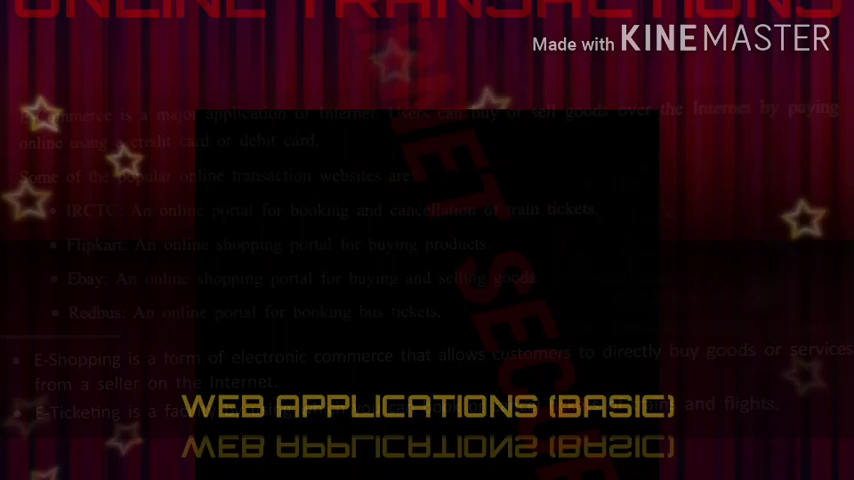 ONLINE TRANSACTIONS
Made with KINEMASTER
E-Commerce is a major application of Internet. Users can buy or sell goods over the Internet by paying
online using a credit card or debit card.
Some of the popular online transaction websites are
• IRCTC: An online portal for booking and cancellation of train tickets.
• Flipkart: An online shopping portal for buying products
• Ebay: An online shopping portal for buying and selling goods.
• Redbus: An online portal for booking bus tickets.
• E-Shopping is a form of electronic commerce that allows customers to directly buy goods or services
from a seller on the Internet.
• E-Ticketing is a and flights.
WEB APPLICATIONS (BASIC)